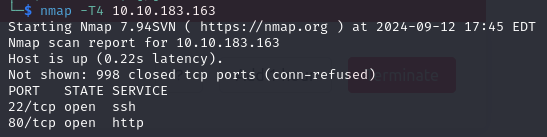 └─$ nmap -T4 10.10.183.163
Starting Nmap 7.94SVN ( https://nmap.org ) at 2024-09-12 17:45 EDT
Nmap scan report for 10.10.183.163
Host is up (0.22s latency).
Not shown: 998 closed tcp ports (conn-refused)
PORT   STATE SERVICE
22/tcp open  ssh
80/tcp open  http